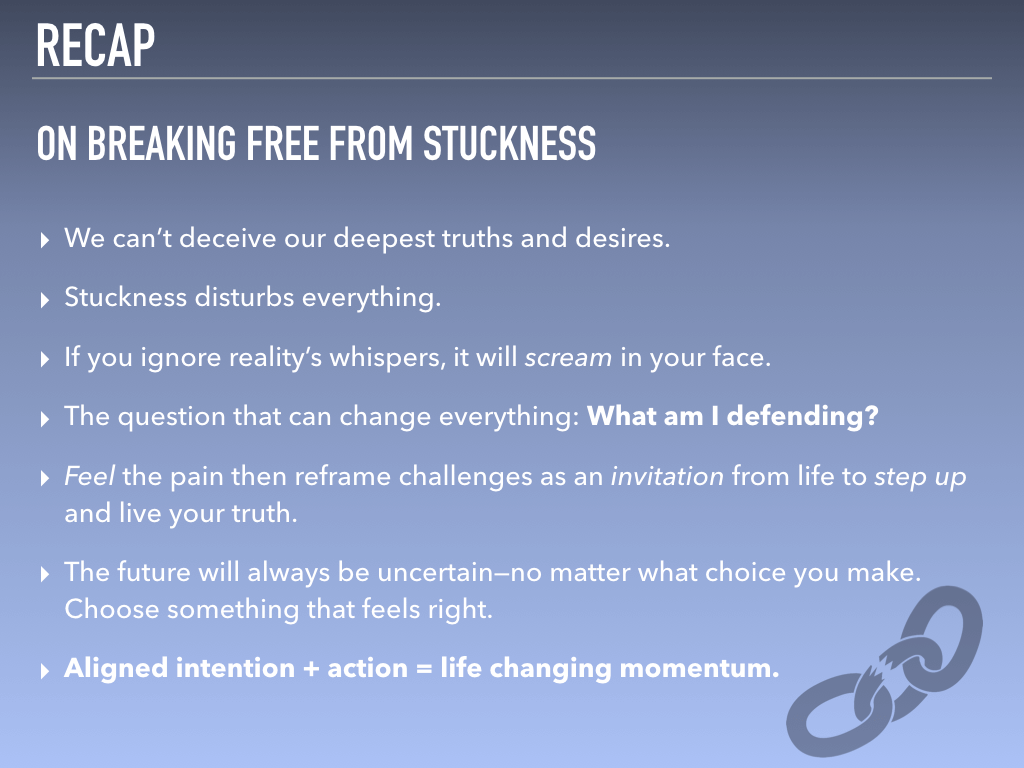 RECAP
ON BREAKING FREE FROM STUCKNESS
▸ We can’t deceive our deepest truths and desires.
▸ Stuckness disturbs everything.
▸ If you ignore reality’s whispers, it will scream in your face.
▸ The question that can change everything: What am I defending?
▸ Feel the pain then reframe challenges as an invitation from life to step up
and live your truth.
▸ The future will always be uncertain—no matter what choice you make.
Choose something that feels right.
▸ Aligned intention + action = life changing momentum.